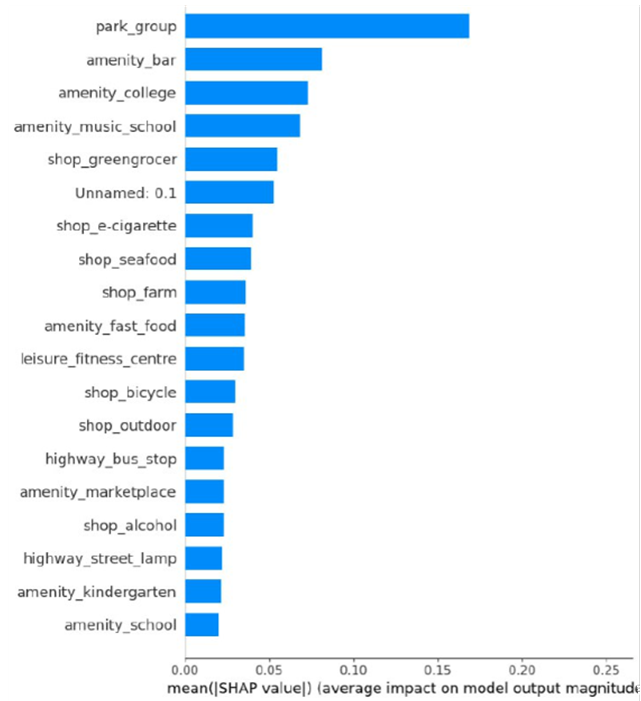 park_group
amenity_bar
amenity_college
amenity_music_school
shop_greengrocer
Unnamed: 0.1
shop_e-cigarette
shop_seafood
shop_farm
amenity_fast_food
leisure_fitness_centre
shop_bicycle
shop_outdoor
highway_bus_stop
amenity_marketplace
shop_alcohol
highway_street_lamp
amenity_kindergarten
amenity_school
0.00 0.05 0.10 0.15 0.20 0.25
mean(|SHAP value|) (average impact on model output magnitude